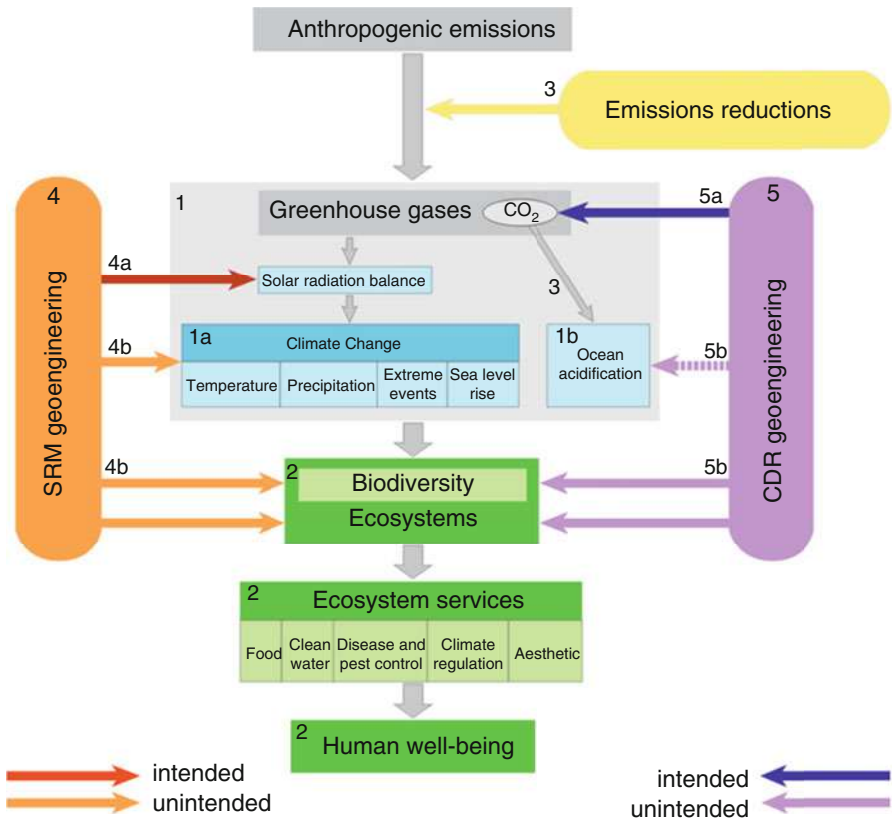 Anthropogenic emissions
3
Emissions reductions
4
SRM geoengineering
1
Greenhouse gases
CO2
5a
5
CDR geoengineering
4a
Solar radiation balance
3
4b
1a
Climate Change
Temperature
Precipitation
Extreme
events
Sea level
rise
1b
Ocean
acidification
5b
4b
2
Biodiversity
Ecosystems
5b
2
Ecosystem services
Food
Clean
water
Disease and
pest control
Climate
regulation
Aesthetic
2
Human well-being
intended
unintended
intended
unintended